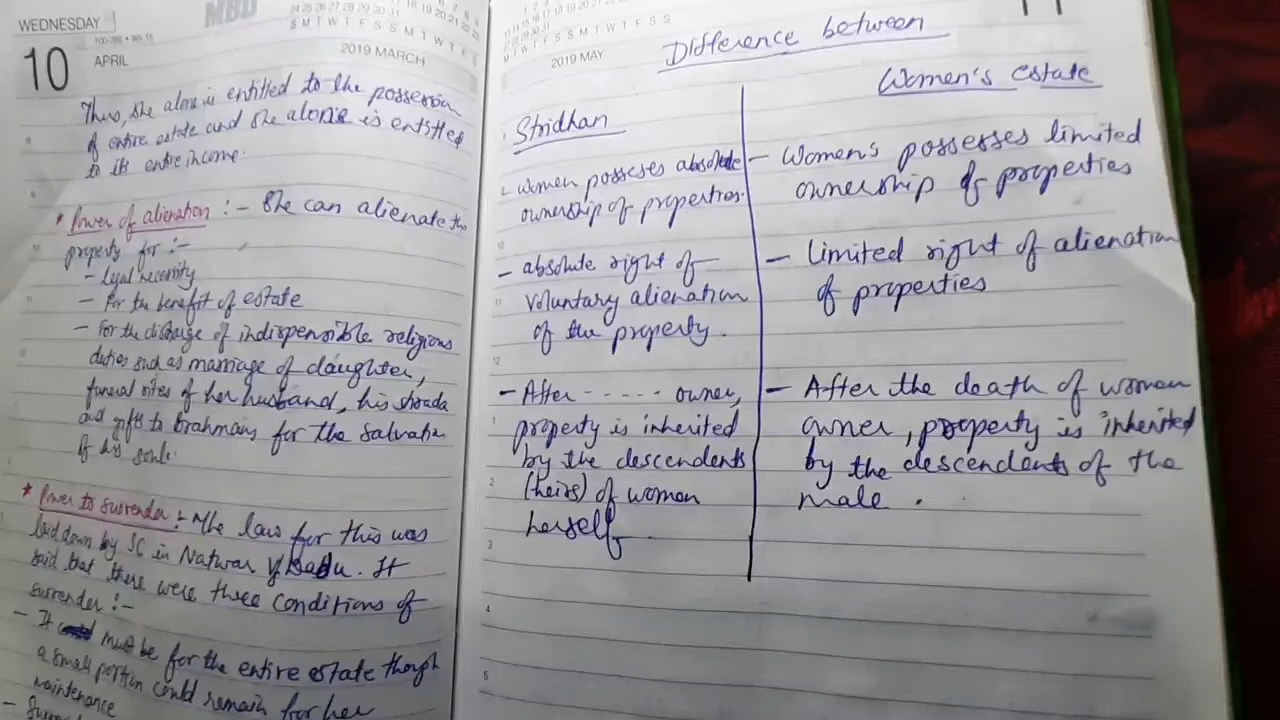 WEDNESDAY
10
APRIL
MBD
2019 MARCH
Thus, she alone is entitled to the possession
of entire estate and she alone is entitled
to its entire income.
* Power of alienation :- She can alienate the
property for :-
- legal necessity
- For the benefit of estate
- For the discharge of indispensible religious
duties such as marriage of daughter,
funeral rites of her husband, his shrada
and gifts to Brahmans for the salvation
of his soul.
* Power to surrender :- The law for this was
laid down by SC in Natwar v Dadu. It
said that there were three conditions of
surrender :-
- It must be for the entire estate though
a small portion could remain for her
maintenance
2019 MAY
11
Difference between
Stridhan
- Women posseses absolute
ownership of properties.
- absolute right of
voluntary alienation
of the property.
- After ----- owner,
property is inherited
by the descendents
(heirs) of women
herself.
Women's estate
- Women's possesses limited
ownership of properties
- Limited right of alienation
of properties
- After the death of women
owner, property is inherited
by the descendents of the
male.